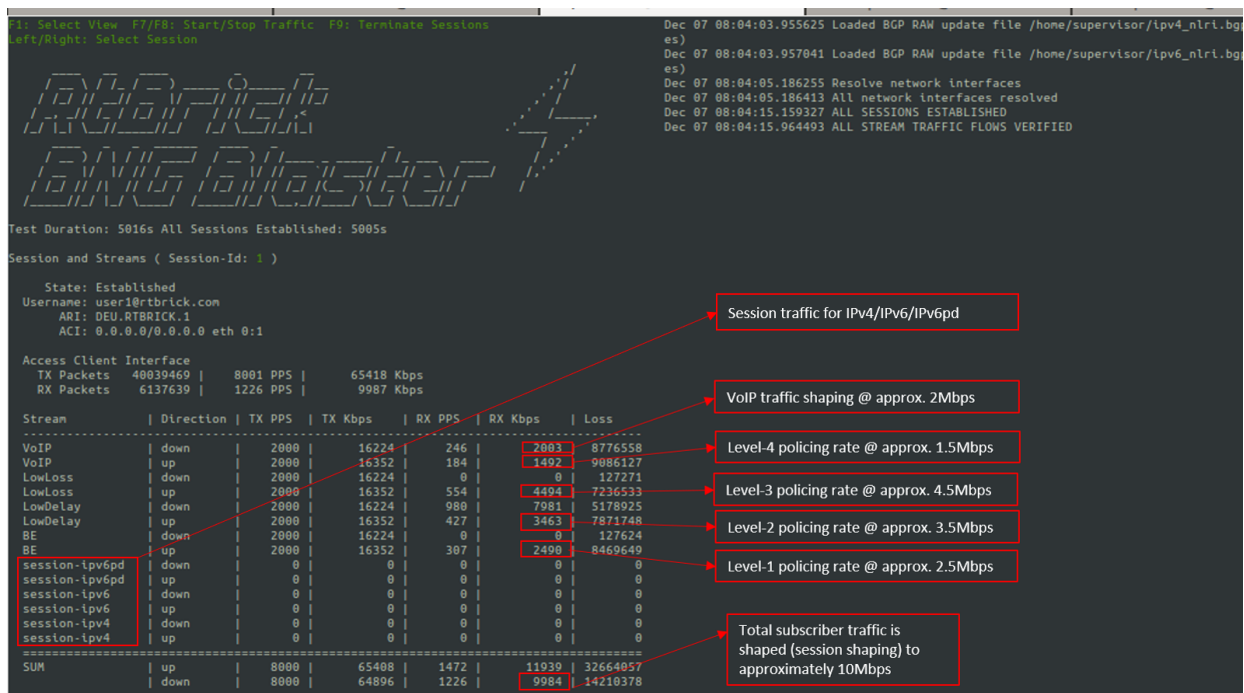 F1: Select View  F7/F8: Start/Stop Traffic  F9: Terminate Sessions
Left/Right: Select Session
RtBrick
BNG Blaster
Test Duration: 5016s All Sessions Established: 5005s
Session and Streams ( Session-Id: 1 )
State: Established
Username: user1@rtbrick.com
ARI: DEU.RTBRICK.1
ACI: 0.0.0.0/0.0.0.0 eth 0:1
Access Client Interface
TX Packets 40039469 | 8001 PPS | 65418 Kbps
RX Packets 6137639 | 1226 PPS | 9987 Kbps
Stream | Direction | TX PPS | TX Kbps | RX PPS | RX Kbps | Loss
VoIP | down | 2000 | 16224 | 246 | 2003 | 8776558
VoIP | up | 2000 | 16352 | 184 | 1492 | 9086127
LowLoss | down | 2000 | 16224 | 0 | 0 | 127271
LowLoss | up | 2000 | 16352 | 554 | 4494 | 7236533
LowDelay | down | 2000 | 16224 | 980 | 7981 | 5178925
LowDelay | up | 2000 | 16352 | 427 | 3463 | 7871748
BE | down | 2000 | 16224 | 0 | 0 | 127624
BE | up | 2000 | 16352 | 307 | 2490 | 8469649
session-ipv6pd | down | 0 | 0 | 0 | 0 | 0
session-ipv6pd | up | 0 | 0 | 0 | 0 | 0
session-ipv6 | down | 0 | 0 | 0 | 0 | 0
session-ipv6 | up | 0 | 0 | 0 | 0 | 0
session-ipv4 | down | 0 | 0 | 0 | 0 | 0
session-ipv4 | up | 0 | 0 | 0 | 0 | 0
SUM | up | 8000 | 65408 | 1472 | 11939 | 32664057
| down | 8000 | 64896 | 1226 | 9984 | 14210378
Dec 07 08:04:03.955625 Loaded BGP RAW update file /home/supervisor/ipv4_nlri.bgp
es)
Dec 07 08:04:03.957041 Loaded BGP RAW update file /home/supervisor/ipv6_nlri.bgp
es)
Dec 07 08:04:05.186255 Resolve network interfaces
Dec 07 08:04:05.186413 All network interfaces resolved
Dec 07 08:04:15.159327 ALL SESSIONS ESTABLISHED
Dec 07 08:04:15.964493 ALL STREAM TRAFFIC FLOWS VERIFIED
Session traffic for IPv4/IPv6/IPv6pd
VoIP traffic shaping @ approx. 2Mbps
Level-4 policing rate @ approx. 1.5Mbps
Level-3 policing rate @ approx. 4.5Mbps
Level-2 policing rate @ approx. 3.5Mbps
Level-1 policing rate @ approx. 2.5Mbps
Total subscriber traffic is
shaped (session shaping) to
approximately 10Mbps